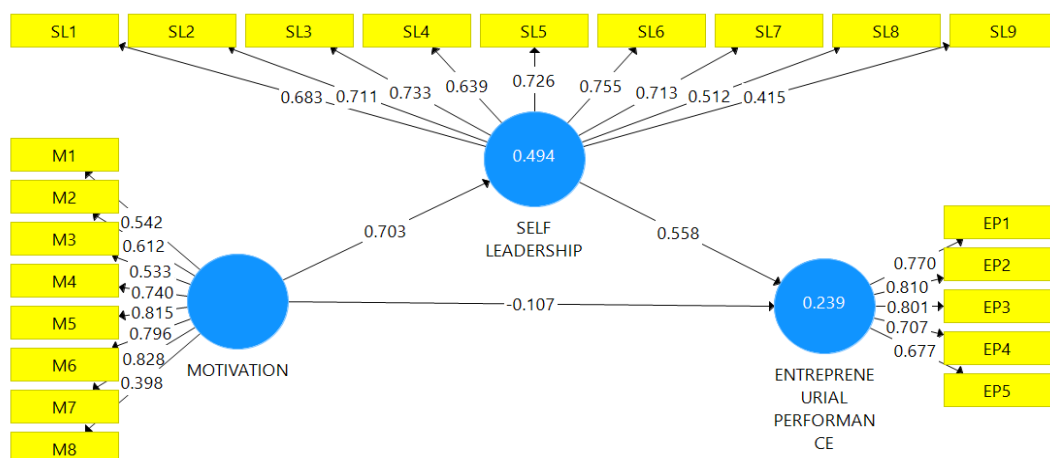 SL1 SL2 SL3 SL4 SL5 SL6 SL7 SL8 SL9
0.683 0.711 0.733 0.639 0.726 0.755 0.713 0.512 0.415
0.494
SELF
LEADERSHIP
M1
M2
M3
M4
M5
M6
M7
M8
0.542
0.612
0.533
0.740
0.815
0.796
0.828
0.398
MOTIVATION
0.703
0.558
-0.107
0.239
ENTREPRENE
URIAL
PERFORMAN
CE
0.770
0.810
0.801
0.707
0.677
EP1
EP2
EP3
EP4
EP5